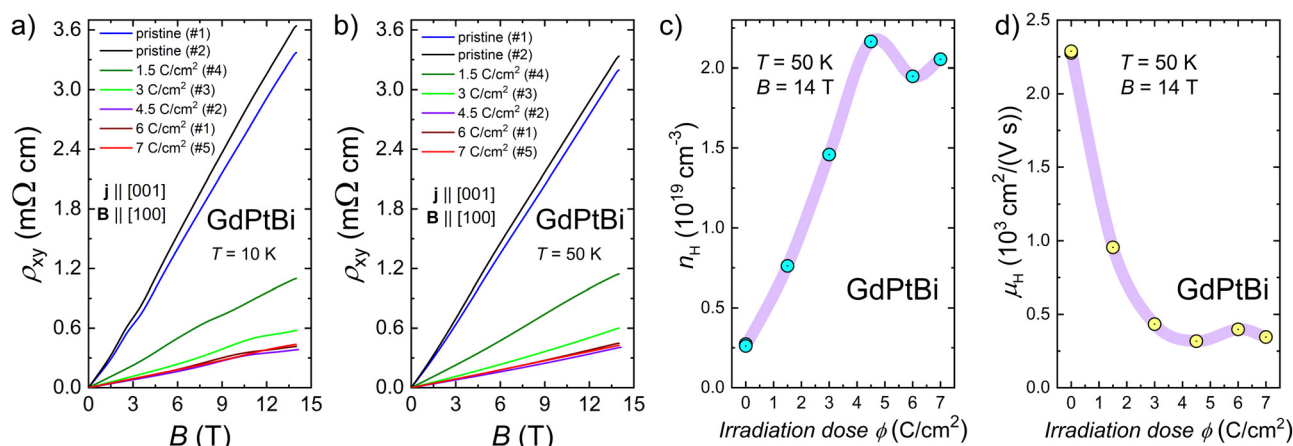 a)
3.6
3.0
2.4
1.8
1.2
0.6
0.0
ρxy (mΩ cm)
pristine (#1)
pristine (#2)
1.5 C/cm² (#4)
3 C/cm² (#3)
4.5 C/cm² (#2)
6 C/cm² (#1)
7 C/cm² (#5)
j || [001]
B || [100]
GdPtBi
T = 10 K
0 3 6 9 12 15
B (T)
b)
3.6
3.0
2.4
1.8
1.2
0.6
0.0
ρxy (mΩ cm)
pristine (#1)
pristine (#2)
1.5 C/cm² (#4)
3 C/cm² (#3)
4.5 C/cm² (#2)
6 C/cm² (#1)
7 C/cm² (#5)
j || [001]
B || [100]
GdPtBi
T = 50 K
0 3 6 9 12 15
B (T)
c)
2.0
1.5
1.0
0.5
0.0
nH (10¹⁹ cm⁻³)
T = 50 K
B = 14 T
GdPtBi
0 1 2 3 4 5 6 7
Irradiation dose ϕ (C/cm²)
d)
2.5
2.0
1.5
1.0
0.5
0.0
μH (10³ cm²/(V s))
T = 50 K
B = 14 T
GdPtBi
0 1 2 3 4 5 6 7
Irradiation dose ϕ (C/cm²)